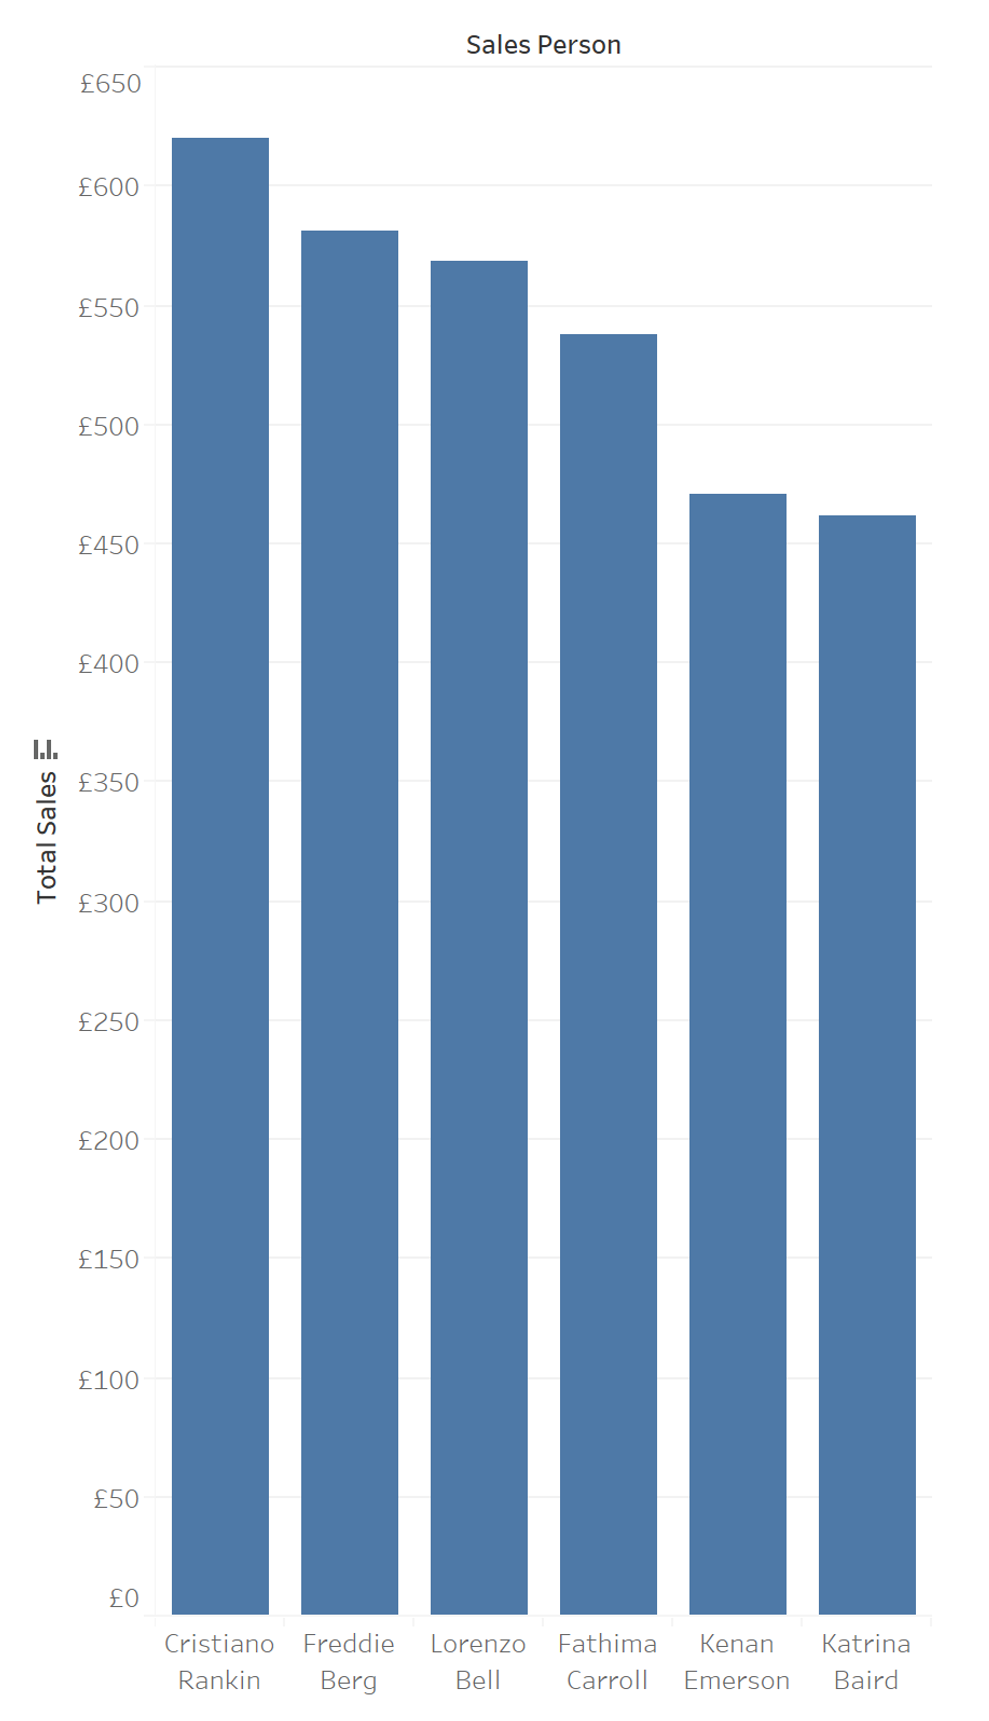 Sales Person
£650
£600
£550
£500
£450
£400
£350
£300
£250
£200
£150
£100
£50
£0
Total Sales
Cristiano Rankin
Freddie Berg
Lorenzo Bell
Fathima Carroll
Kenan Emerson
Katrina Baird